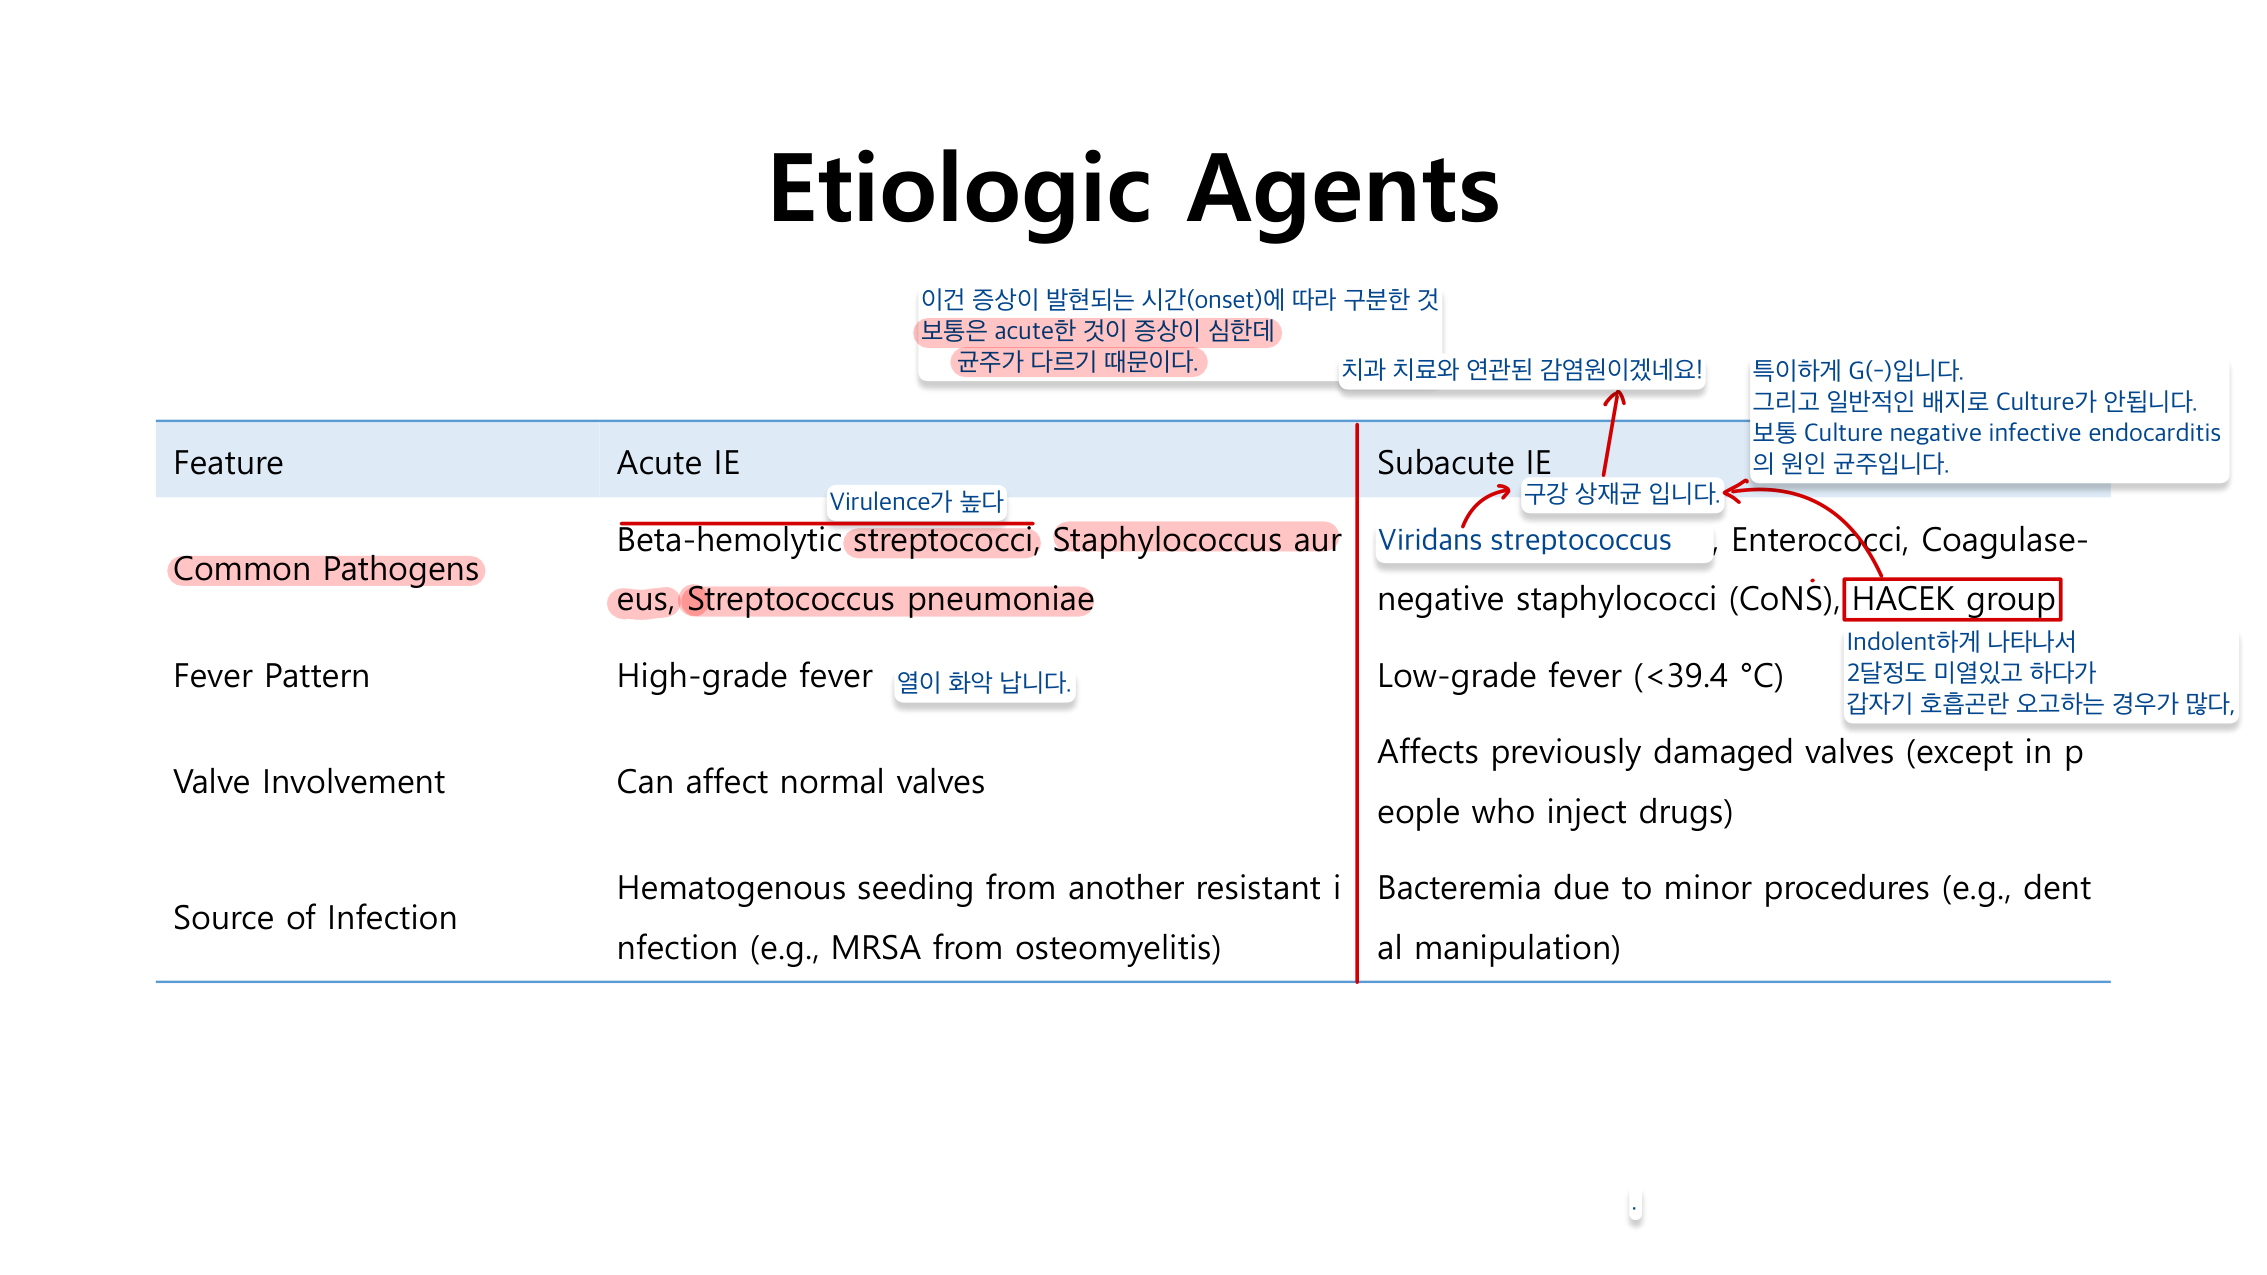 Etiologic Agents
이건 증상이 발현되는 시간(onset)에 따라 구분한 것
보통은 acute한 것이 증상이 심한데
균주가 다르기 때문이다.
치과 치료와 연관된 감염원이겠네요!
특이하게 G(-)입니다.
그리고 일반적인 배지로 Culture가 안됩니다.
보통 Culture negative infective endocarditis
의 원인 균주입니다.
Feature
Acute IE
Subacute IE
Virulence가 높다
구강 상재균 입니다.
Common Pathogens
Beta-hemolytic streptococci, Staphylococcus aur
eus, Streptococcus pneumoniae
Viridans streptococcus , Enterococci, Coagulase-
negative staphylococci (CoNS), HACEK group
Indolent하게 나타나서
2달정도 미열있고 하다가
갑자기 호흡곤란 오고하는 경우가 많다,
Fever Pattern
High-grade fever
열이 화악 납니다.
Low-grade fever (<39.4 °C)
Valve Involvement
Can affect normal valves
Affects previously damaged valves (except in p
eople who inject drugs)
Source of Infection
Hematogenous seeding from another resistant i
nfection (e.g., MRSA from osteomyelitis)
Bacteremia due to minor procedures (e.g., dent
al manipulation)
.